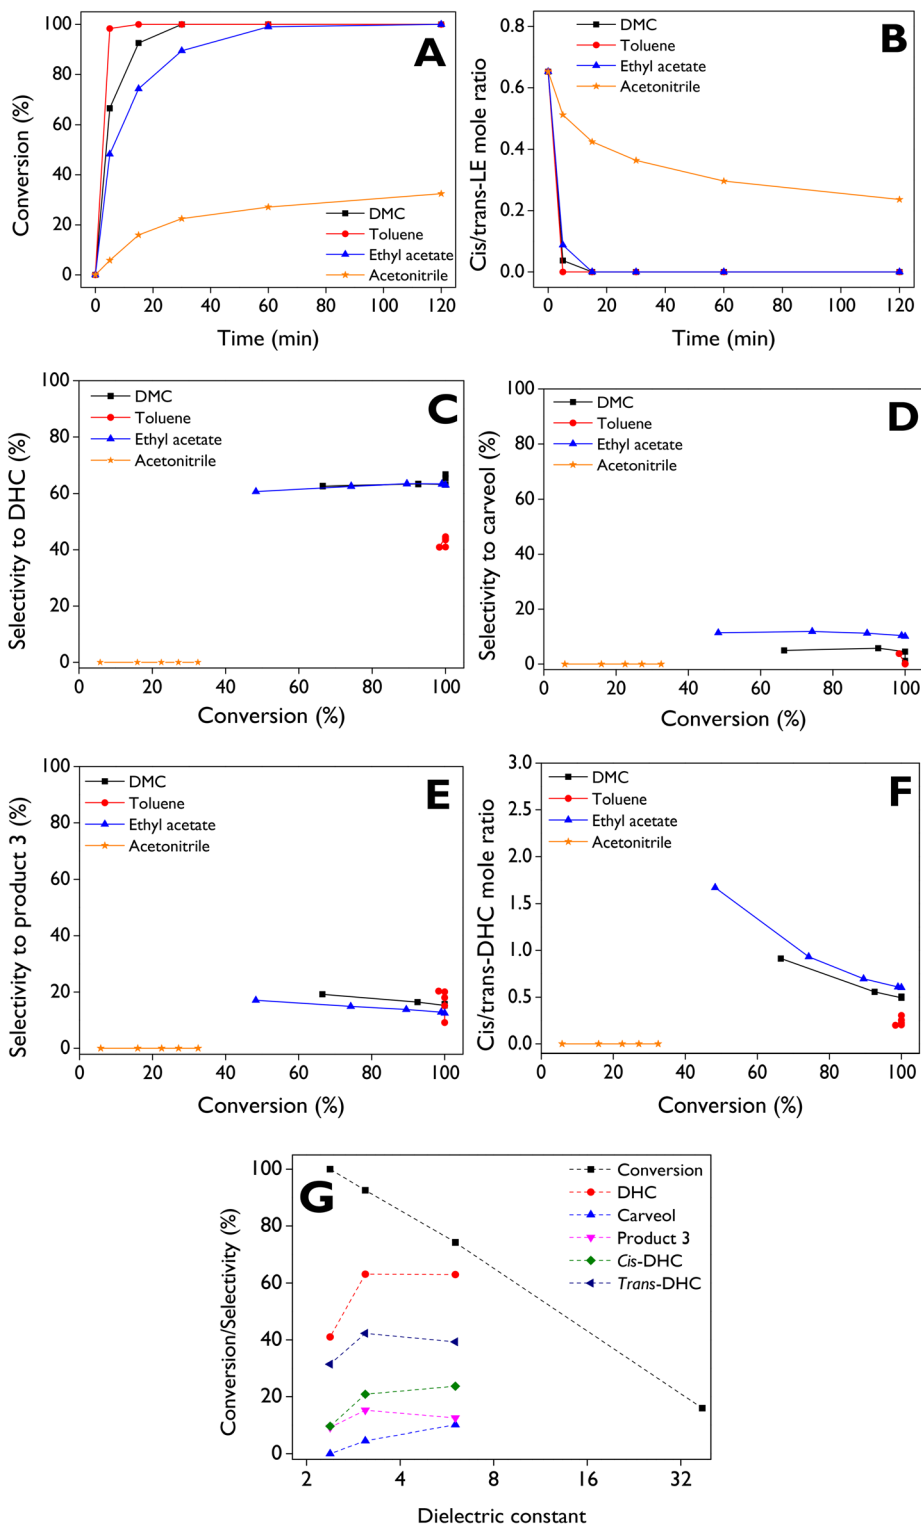 A
Conversion (%)
100
80
60
40
20
0
DMC
Toluene
Ethyl acetate
Acetonitrile
0 20 40 60 80 100 120
Time (min)
B
Cis/trans-LE mole ratio
0.8
0.6
0.4
0.2
0.0
DMC
Toluene
Ethyl acetate
Acetonitrile
0 20 40 60 80 100 120
Time (min)
C
Selectivity to DHC (%)
100
80
60
40
20
0
DMC
Toluene
Ethyl acetate
Acetonitrile
0 20 40 60 80 100
Conversion (%)
D
Selectivity to carveol (%)
100
80
60
40
20
0
DMC
Toluene
Ethyl acetate
Acetonitrile
0 20 40 60 80 100
Conversion (%)
E
Selectivity to product 3 (%)
100
80
60
40
20
0
DMC
Toluene
Ethyl acetate
Acetonitrile
0 20 40 60 80 100
Conversion (%)
F
Cis/trans-DHC mole ratio
3.0
2.5
2.0
1.5
1.0
0.5
0.0
DMC
Toluene
Ethyl acetate
Acetonitrile
0 20 40 60 80 100
Conversion (%)
G
Conversion/Selectivity (%)
100
80
60
40
20
0
Conversion
DHC
Carveol
Product 3
Cis-DHC
Trans-DHC
2 4 8 16 32
Dielectric constant